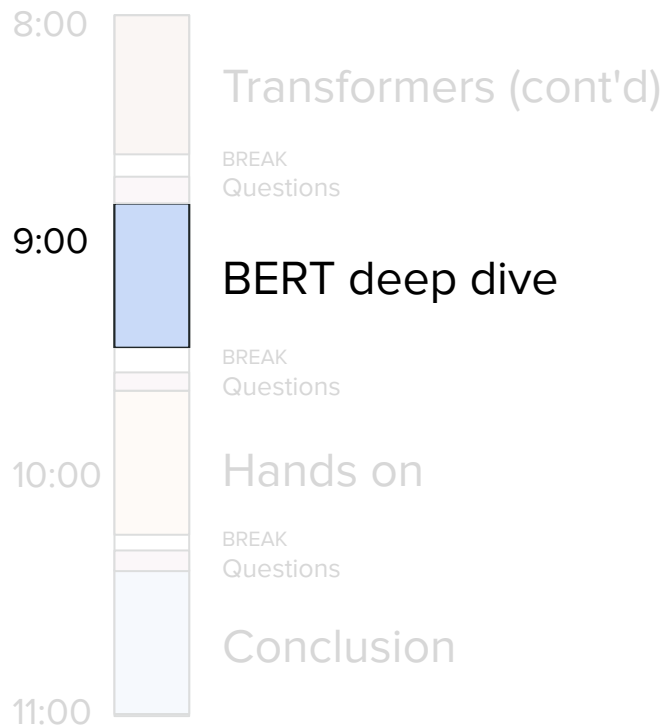 8:00
Transformers (cont'd)
BREAK
Questions
9:00
BERT deep dive
BREAK
Questions
10:00
Hands on
BREAK
Questions
Conclusion
11:00